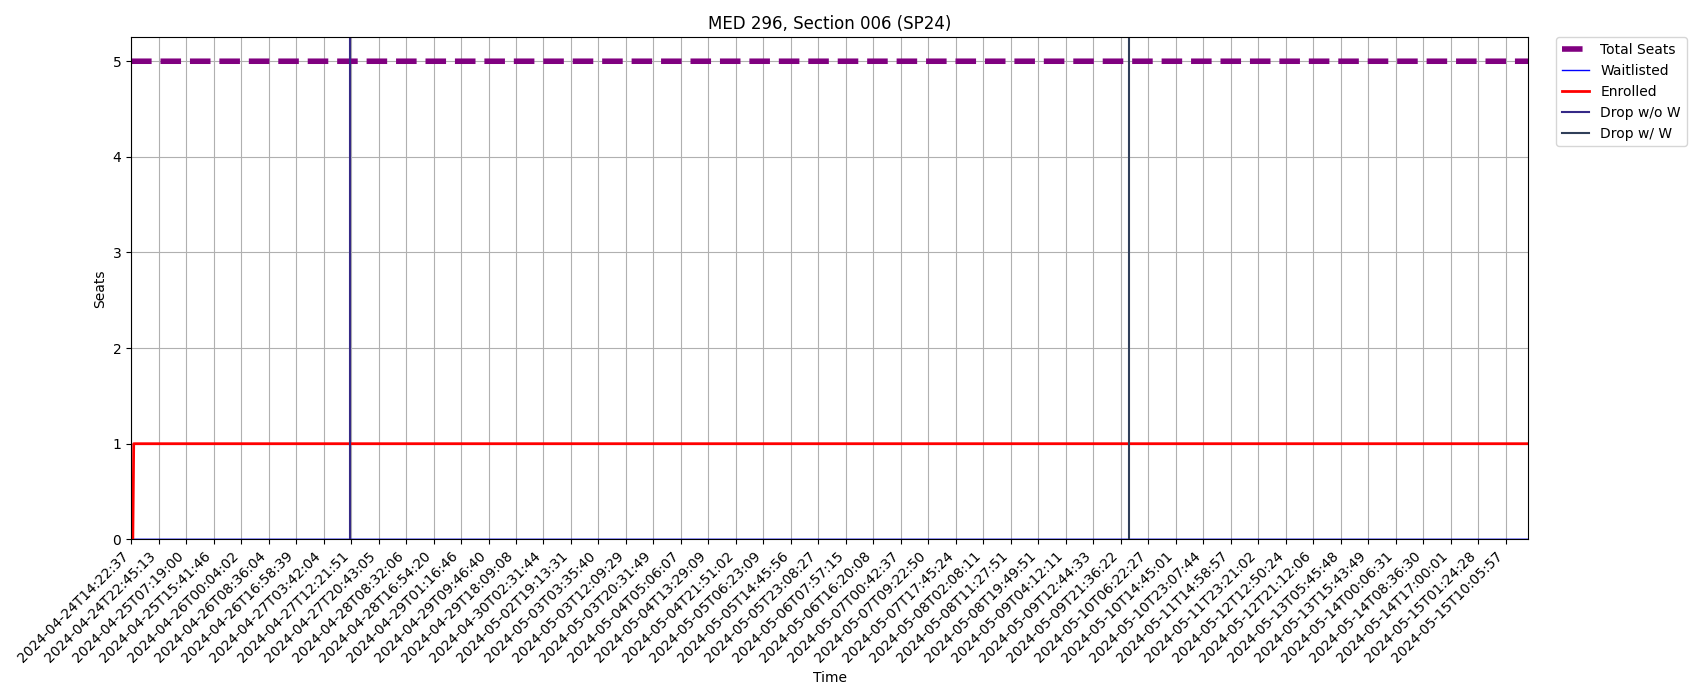 MED 296, Section 006 (SP24)
Total Seats
Waitlisted
Enrolled
Drop w/o W
Drop w/ W
5
4
3
2
1
0
Seats
2024-04-24T14:22:37
2024-04-24T22:45:13
2024-04-25T07:19:00
2024-04-25T15:41:46
2024-04-26T00:04:02
2024-04-26T08:36:04
2024-04-26T16:58:39
2024-04-27T03:42:04
2024-04-27T12:21:51
2024-04-27T20:43:05
2024-04-28T08:32:06
2024-04-28T16:54:20
2024-04-29T01:16:46
2024-04-29T09:46:40
2024-04-29T18:09:08
2024-04-30T02:31:44
2024-05-02T19:13:31
2024-05-03T03:35:40
2024-05-03T12:09:29
2024-05-03T20:31:49
2024-05-04T05:06:07
2024-05-04T13:29:09
2024-05-04T21:51:02
2024-05-05T06:23:09
2024-05-05T14:45:56
2024-05-05T23:08:27
2024-05-06T07:57:15
2024-05-06T16:20:08
2024-05-07T00:42:37
2024-05-07T09:22:50
2024-05-07T17:45:24
2024-05-08T02:08:11
2024-05-08T11:27:51
2024-05-08T19:49:51
2024-05-09T04:12:11
2024-05-09T12:44:33
2024-05-09T21:36:22
2024-05-10T06:22:27
2024-05-10T14:45:01
2024-05-10T23:07:44
2024-05-11T14:58:57
2024-05-11T23:21:02
2024-05-12T12:50:24
2024-05-12T21:12:06
2024-05-13T05:45:48
2024-05-13T15:43:49
2024-05-14T00:06:31
2024-05-14T08:36:30
2024-05-14T17:00:01
2024-05-15T01:24:28
2024-05-15T10:05:57
Time